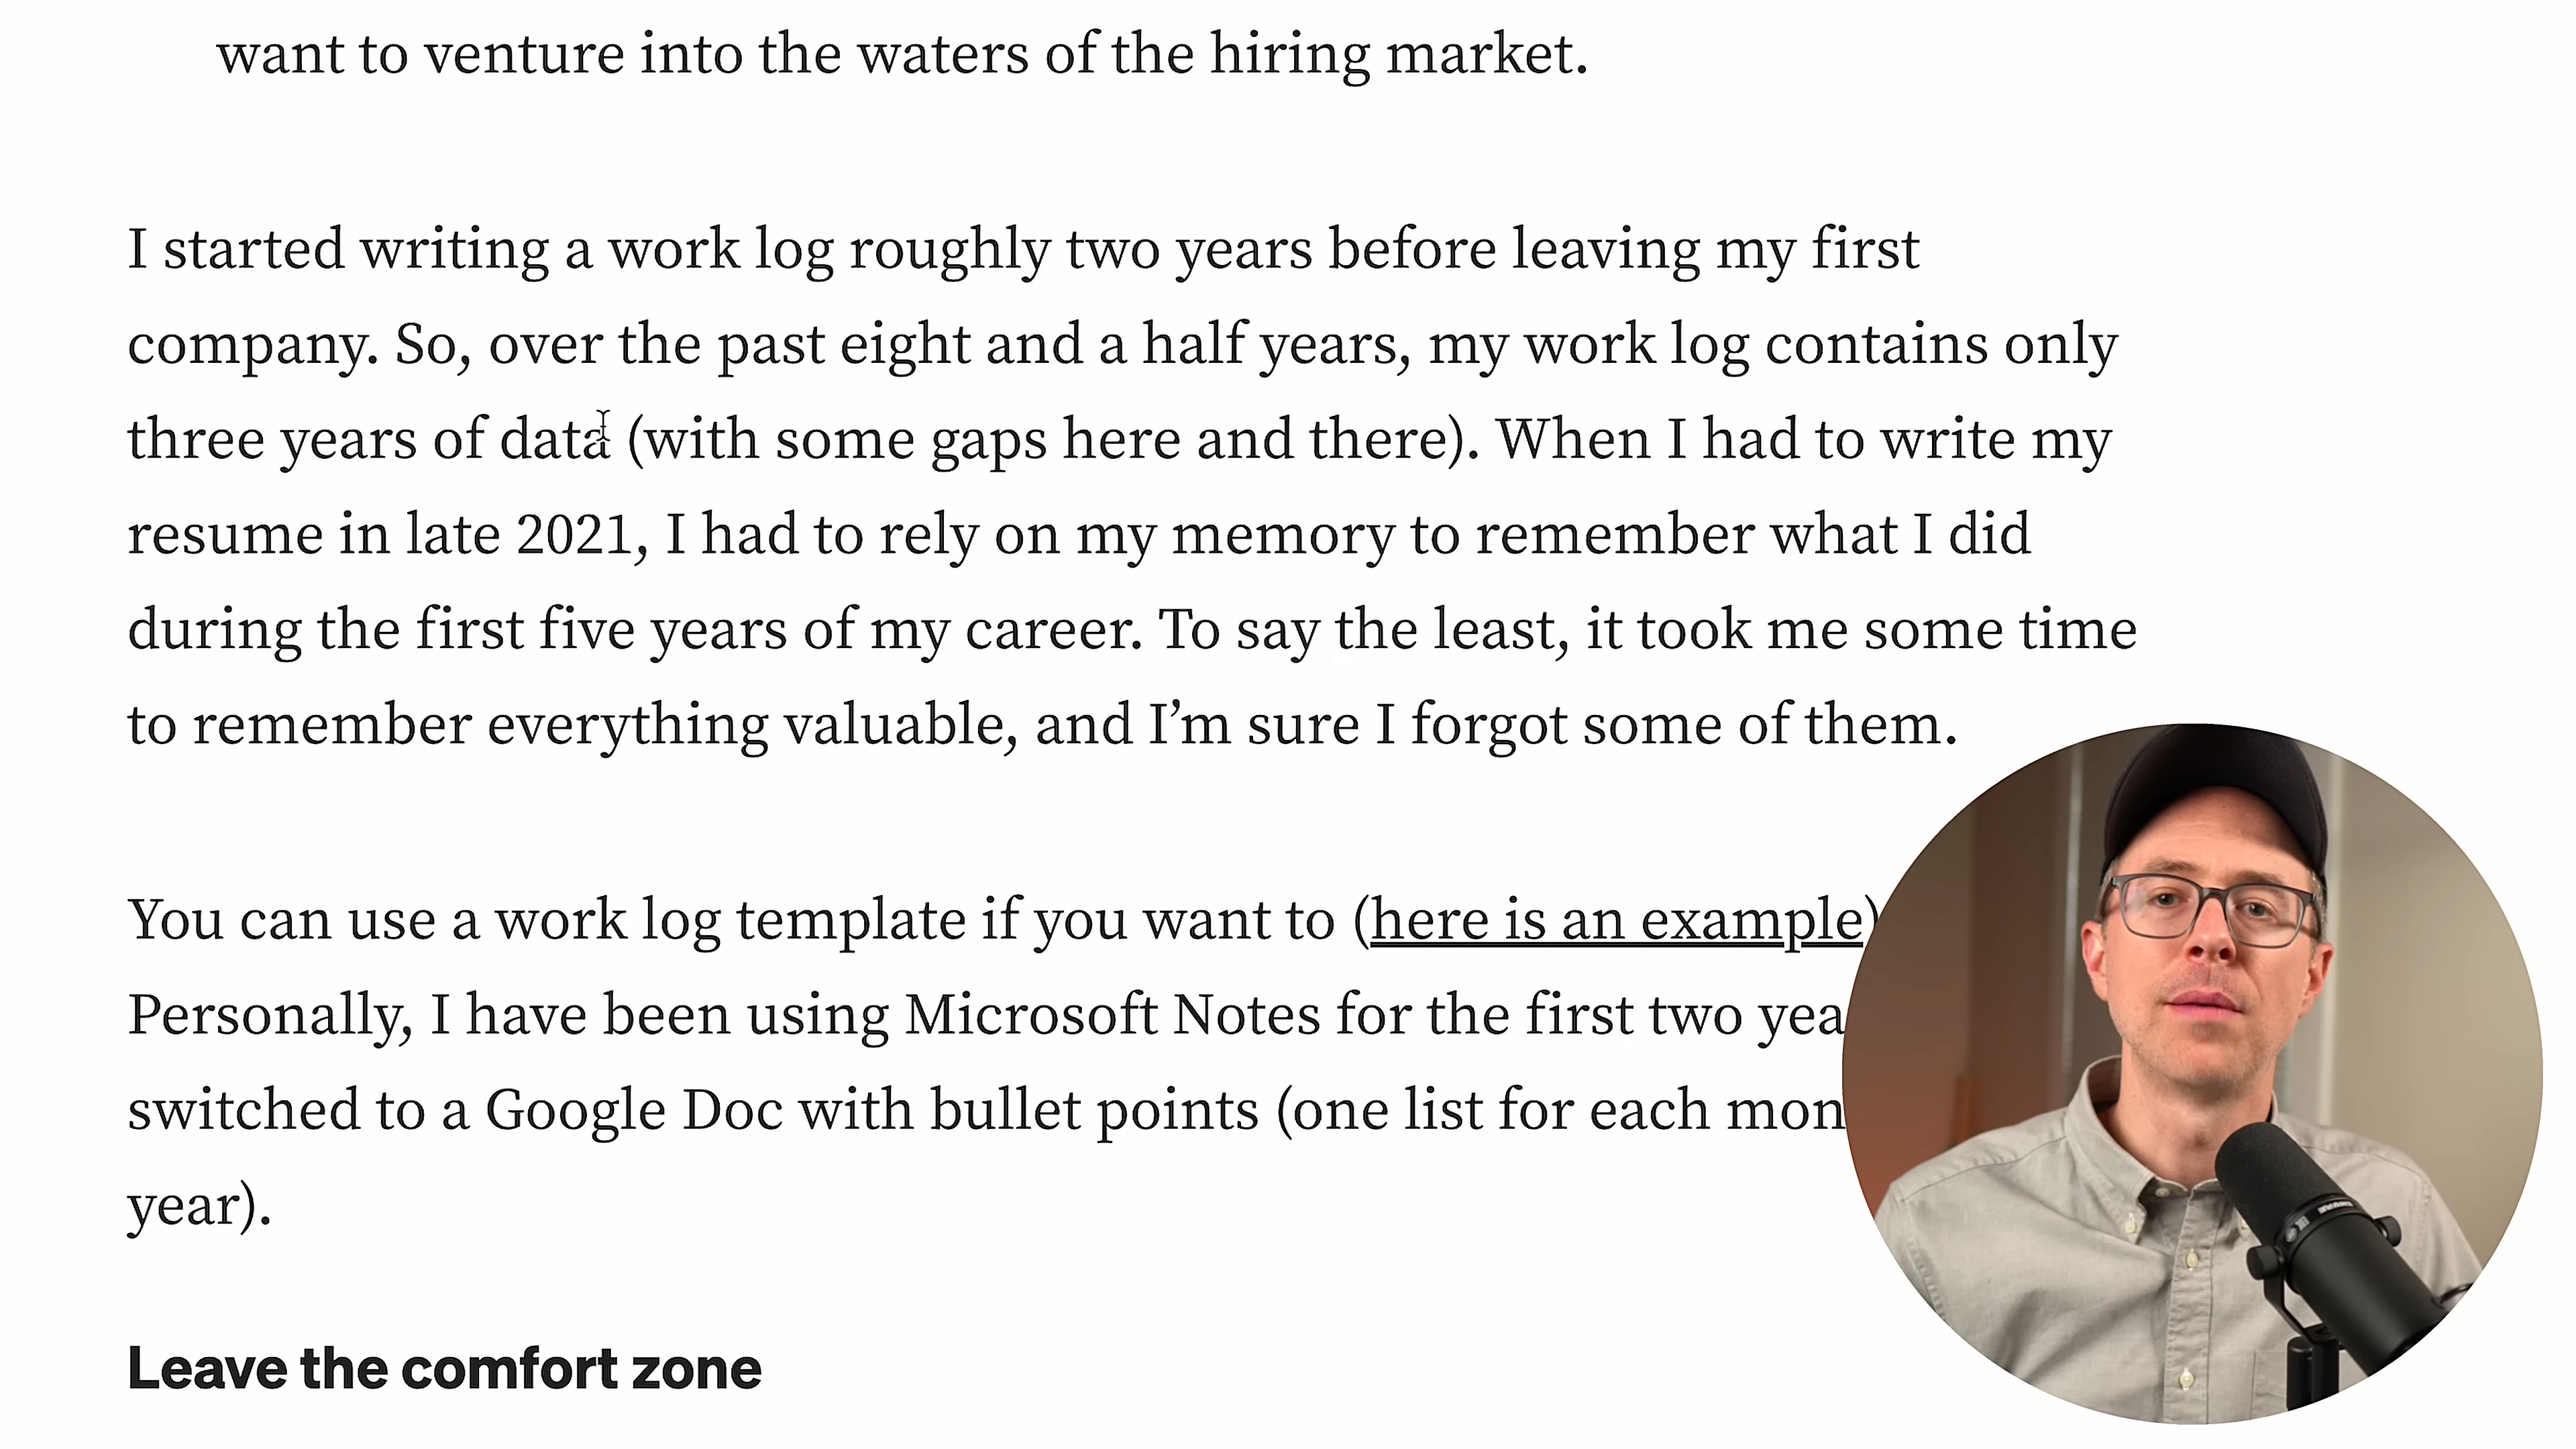 want to venture into the waters of the hiring market.
I started writing a work log roughly two years before leaving my first
company. So, over the past eight and a half years, my work log contains only
three years of data (with some gaps here and there). When I had to write my
resume in late 2021, I had to rely on my memory to remember what I did
during the first five years of my career. To say the least, it took me some time
to remember everything valuable, and I’m sure I forgot some of them.
You can use a work log template if you want to (here is an example)
Personally, I have been using Microsoft Notes for the first two yea
switched to a Google Doc with bullet points (one list for each mon
year).
Leave the comfort zone